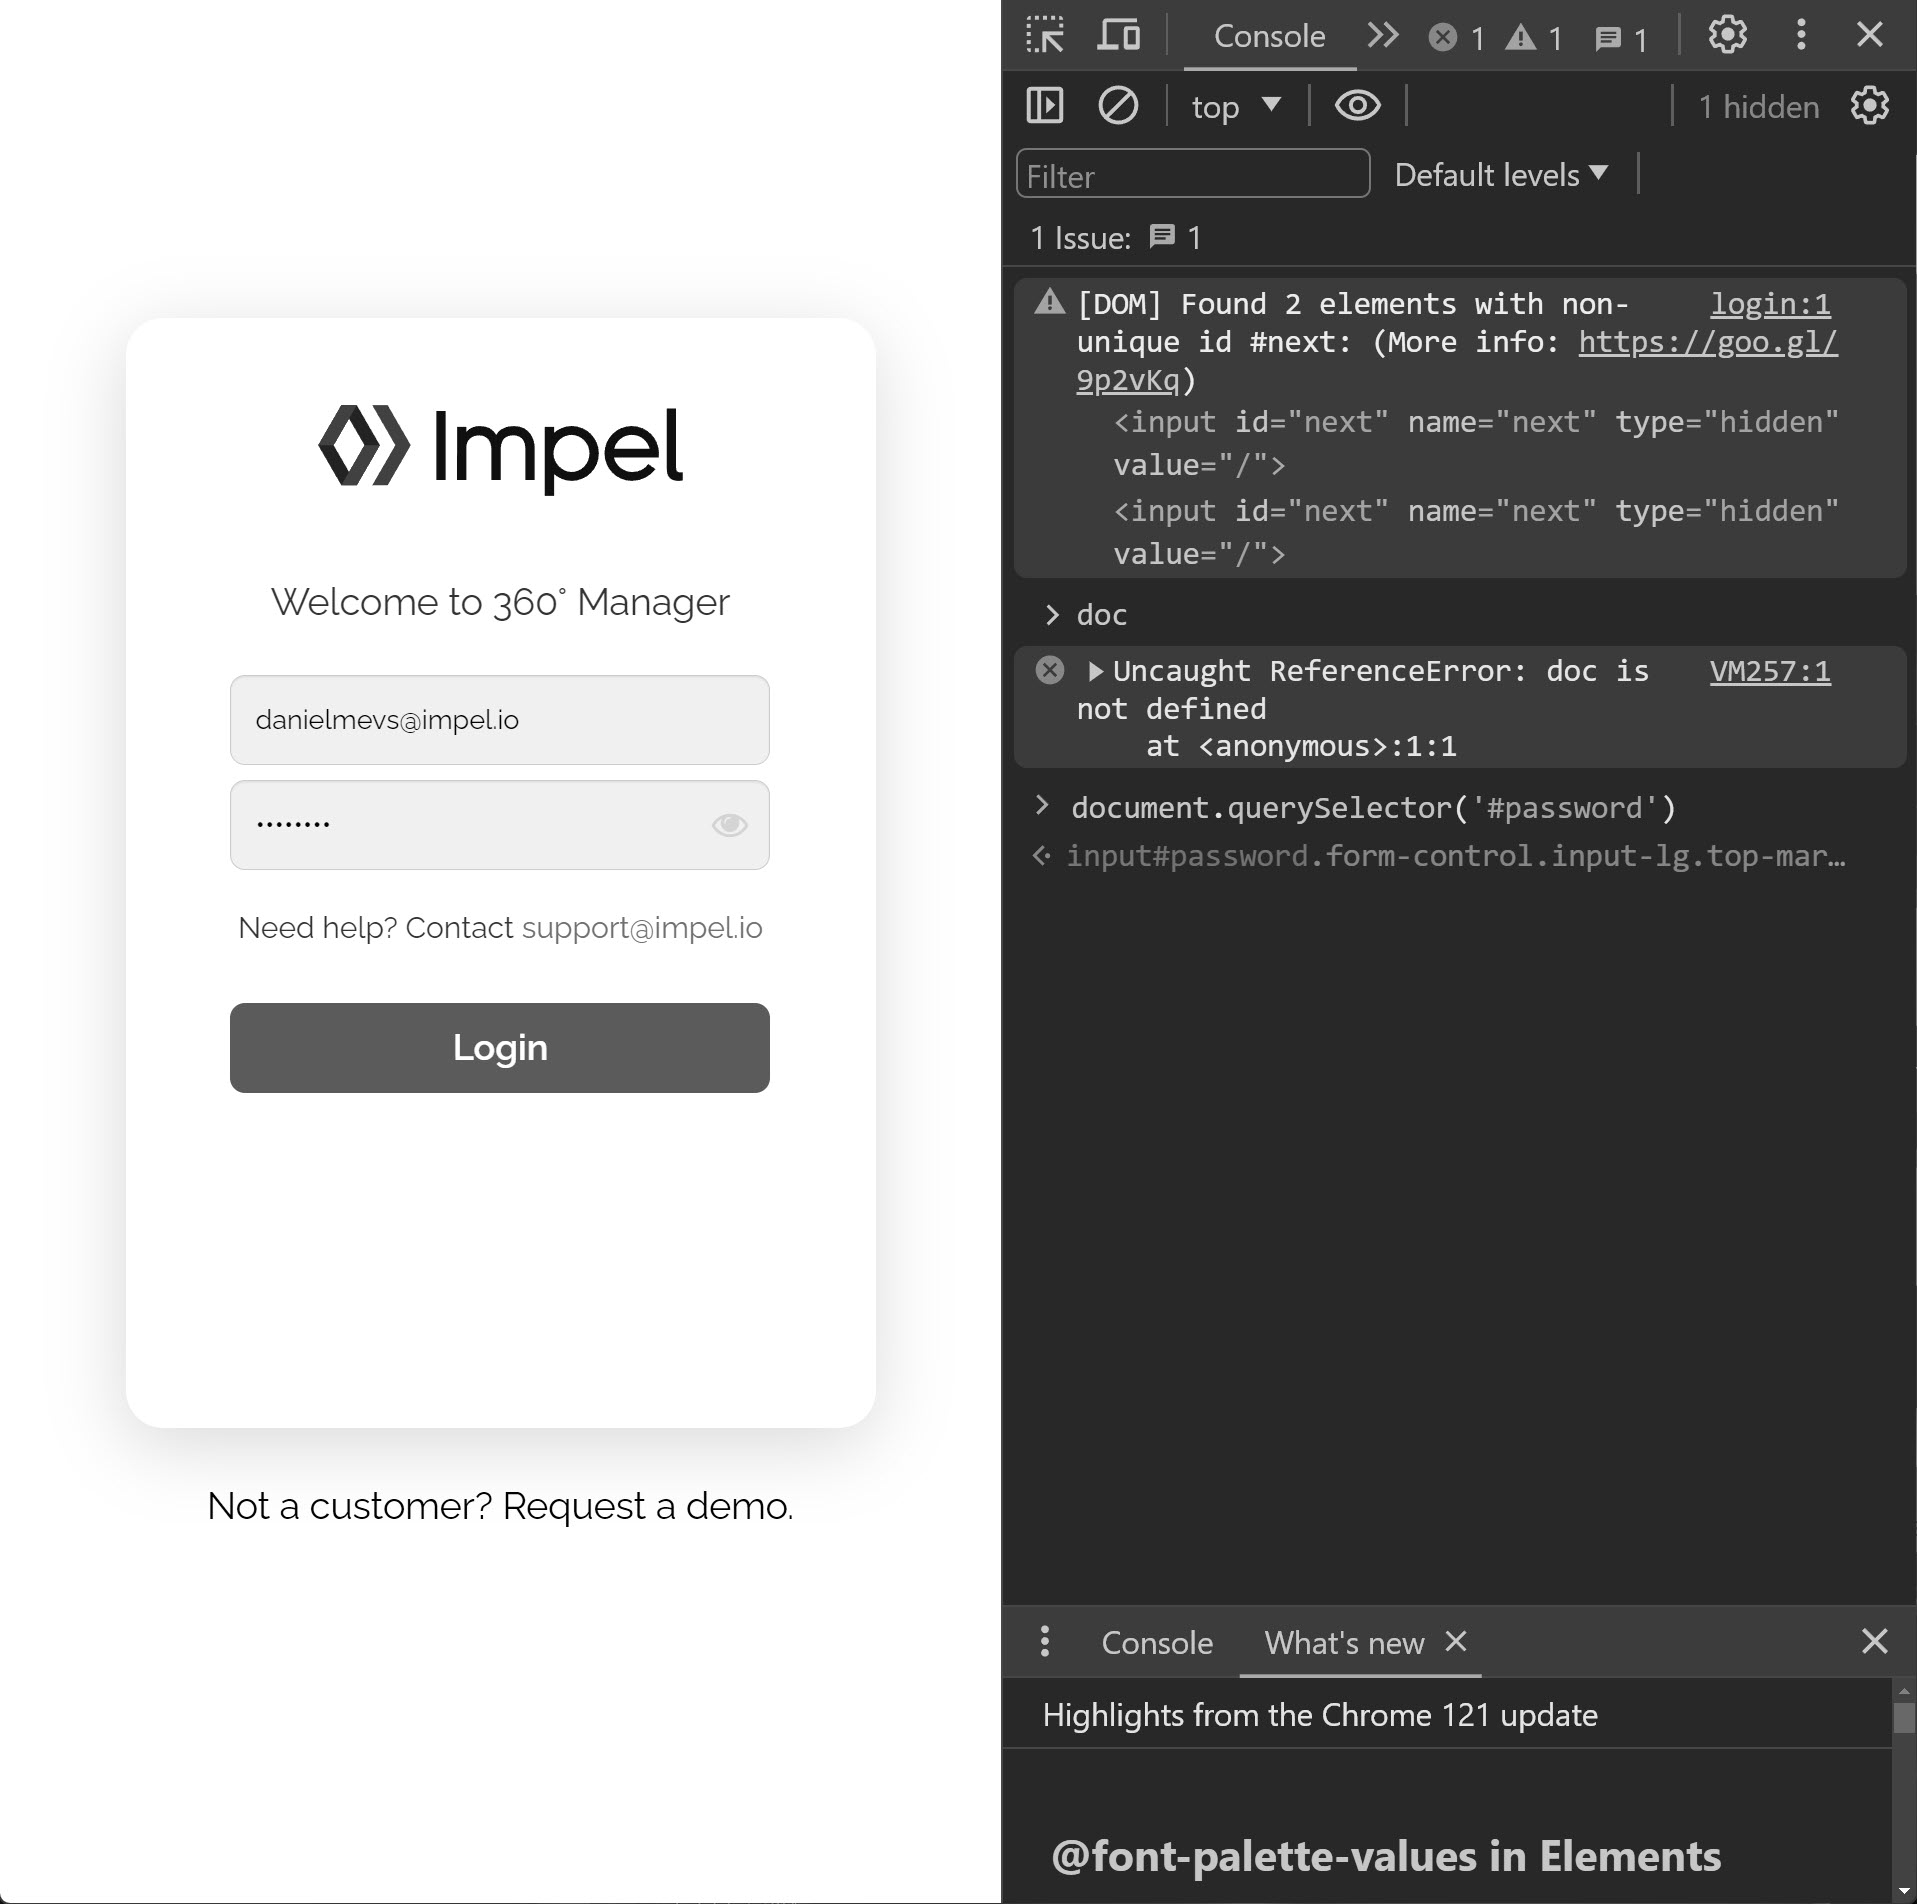 Impel
Welcome to 360° Manager
danielmevs@impel.io
••••••••
Need help? Contact support@impel.io
Login
Not a customer? Request a demo.
Console 1 1 1
top 1 hidden
Filter Default levels
1 Issue: 1
[DOM] Found 2 elements with non- login:1
unique id #next: (More info: https://goo.gl/
9p2vKq)
<input id="next" name="next" type="hidden"
value="/">
<input id="next" name="next" type="hidden"
value="/">
> doc
Uncaught ReferenceError: doc is VM257:1
not defined
at <anonymous>:1:1
> document.querySelector('#password')
input#password.form-control.input-lg.top-mar…
Console What's new
Highlights from the Chrome 121 update
@font-palette-values in Elements